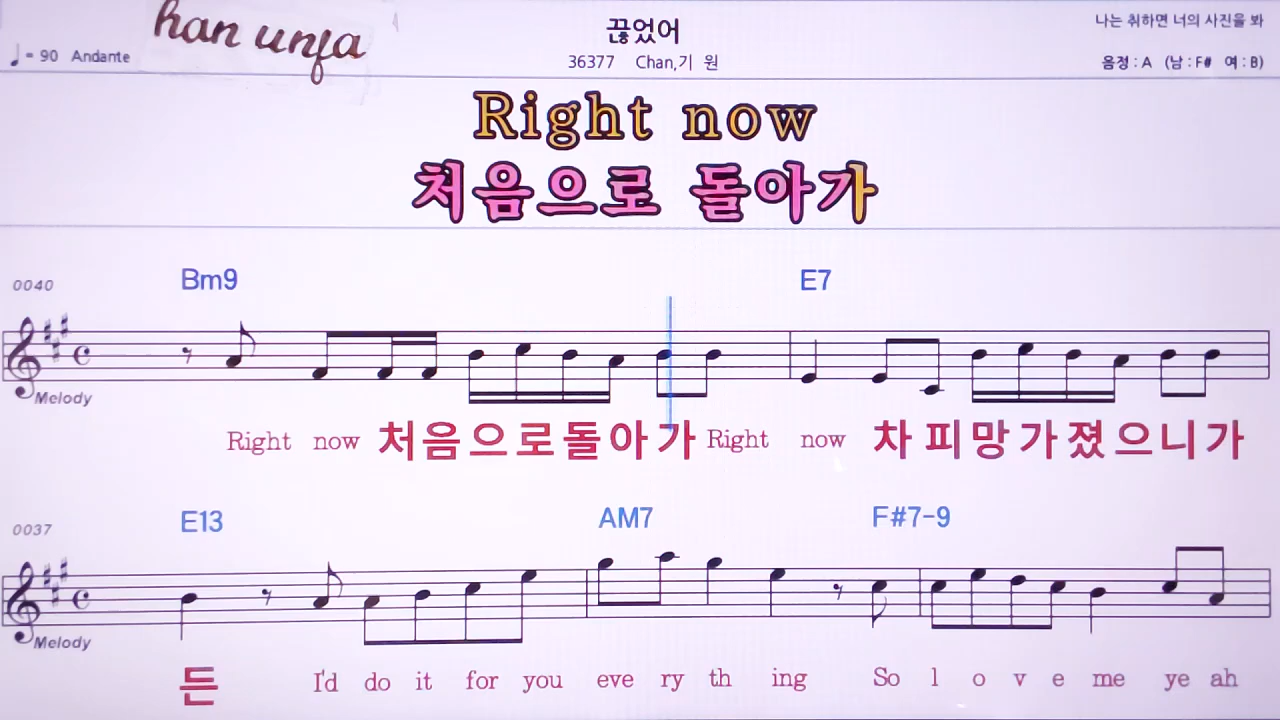 han unfa
끊었어
나는 취하면 너의 사진을 봐
♩= 90 Andante
36377 Chan,기 원
음정 : A (남 : F# 여 : B)
Right now
처음으로 돌아가
0040 Bm9 E7
Melody
Right now 처음으로돌아가 Right now 차피망가졌으니가
0037 E13 AM7 F#7-9
Melody
든 I'd do it for you eve ry th ing So l o v e me ye ah